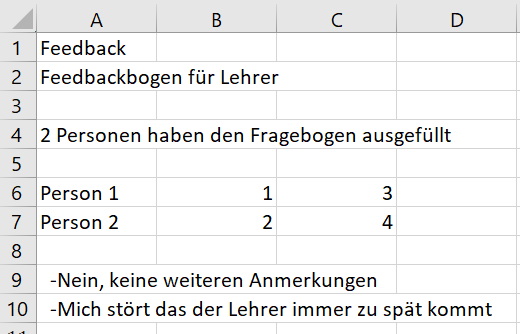 A B C D
1 Feedback
2 Feedbackbogen für Lehrer
3
4 2 Personen haben den Fragebogen ausgefüllt
5
6 Person 1 1 3
7 Person 2 2 4
8
9 -Nein, keine weiteren Anmerkungen
10 -Mich stört das der Lehrer immer zu spät kommt